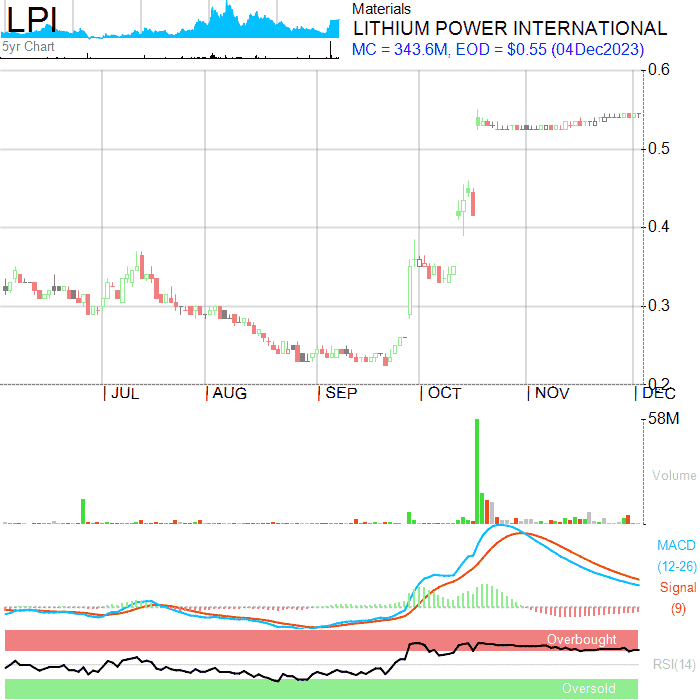 LPI
5yr Chart
Materials
LITHIUM POWER INTERNATIONAL
MC = 343.6M, EOD = $0.55 (04Dec2023)
0.6
0.5
0.4
0.3
0.2
JUL AUG SEP OCT NOV DEC
58M
Volume
MACD
(12-26)
Signal
(9)
Overbought
RSI(14)
Oversold